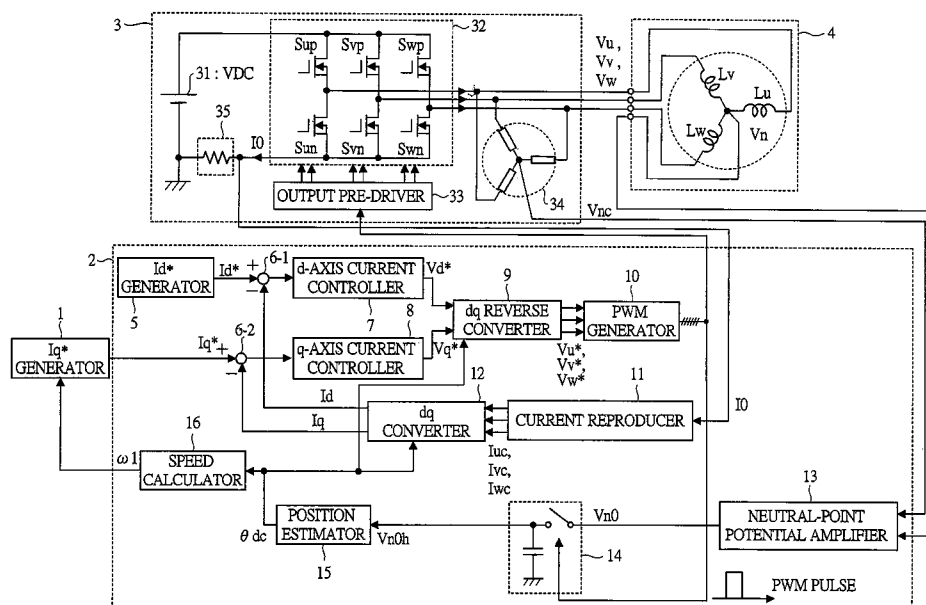 3
32
4
Sup
Svp
Swp
Vu,
Vv,
Vw
31 : VDC
35
I0
Sun
Svn
Swn
Lv
Lu
Lw
Vn
OUTPUT PRE-DRIVER
33
34
Vnc
2
Id*
GENERATOR
5
Id*
+
6-1
−
d-AXIS CURRENT
CONTROLLER
7
Vd*
9
dq REVERSE
CONVERTER
10
PWM
GENERATOR
1
Iq*
GENERATOR
Iq*
+
6-2
−
8
q-AXIS CURRENT
CONTROLLER
Vq*
Vu*,
Vv*,
Vw*
Id
Iq
12
dq
CONVERTER
11
CURRENT REPRODUCER
I0
Iuc,
Ivc,
Iwc
16
ω1
SPEED
CALCULATOR
θdc
POSITION
ESTIMATOR
15
Vn0h
14
Vn0
13
NEUTRAL-POINT
POTENTIAL AMPLIFIER
PWM PULSE